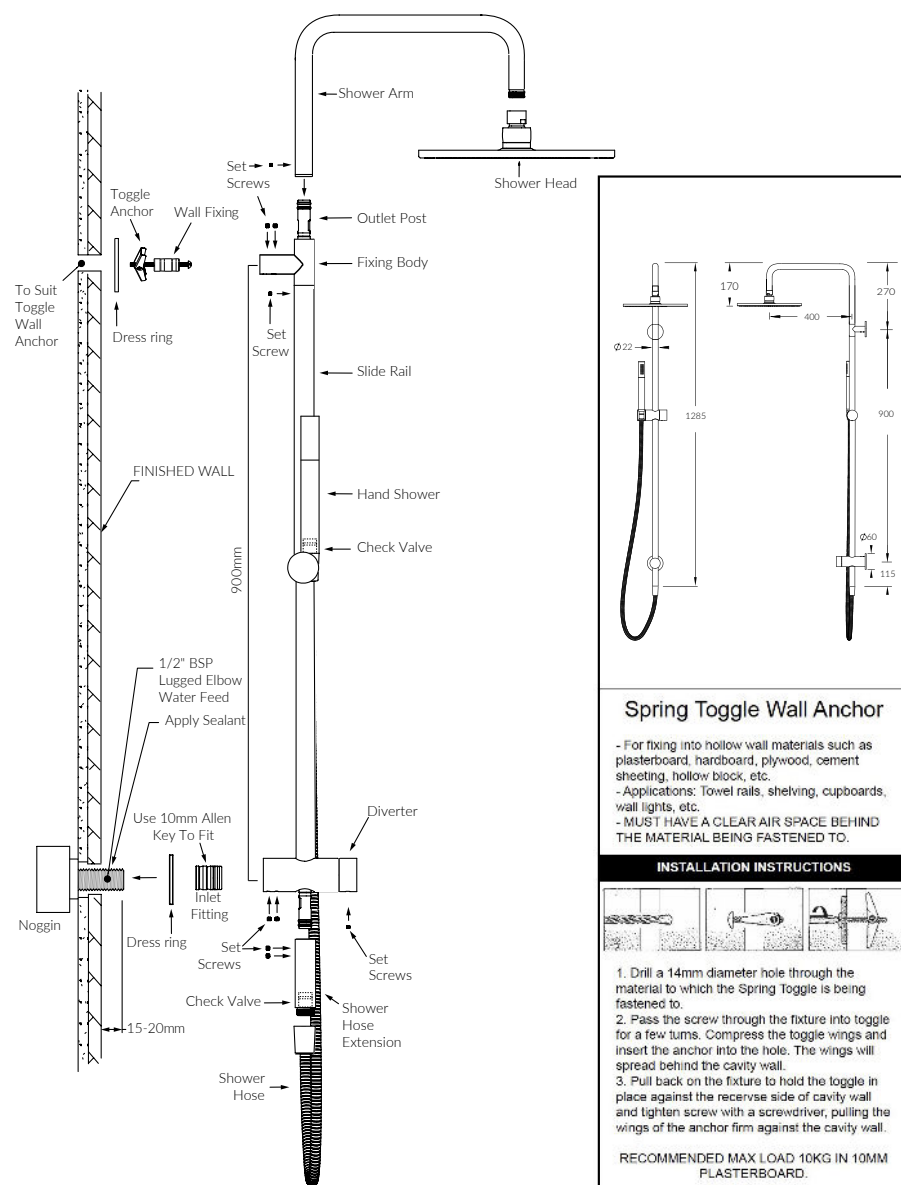 Shower Arm
Set
Screws
Shower Head
Toggle
Anchor
Wall Fixing
Outlet Post
Fixing Body
To Suit
Toggle
Wall
Anchor
Dress ring
Set
Screw
Slide Rail
FINISHED WALL
Hand Shower
Check Valve
900mm
1/2" BSP
Lugged Elbow
Water Feed
Apply Sealant
Use 10mm Allen
Key To Fit
Diverter
Noggin
Inlet
Fitting
Dress ring
Set
Screws
Set
Screws
Check Valve
Shower
Hose
Extension
15-20mm
Shower
Hose
170
270
400
Ø22
1285
900
Ø60
115
Spring Toggle Wall Anchor
- For fixing into hollow wall materials such as
plasterboard, hardboard, plywood, cement
sheeting, hollow block, etc.
- Applications: Towel rails, shelving, cupboards,
wall lights, etc.
- MUST HAVE A CLEAR AIR SPACE BEHIND
THE MATERIAL BEING FASTENED TO.
INSTALLATION INSTRUCTIONS
1. Drill a 14mm diameter hole through the
material to which the Spring Toggle is being
fastened to.
2. Pass the screw through the fixture into toggle
for a few turns. Compress the toggle wings and
insert the anchor into the hole. The wings will
spread behind the cavity wall.
3. Pull back on the fixture to hold the toggle in
place against the recervse side of cavity wall
and tighten screw with a screwdriver, pulling the
wings of the anchor firm against the cavity wall.
RECOMMENDED MAX LOAD 10KG IN 10MM
PLASTERBOARD.